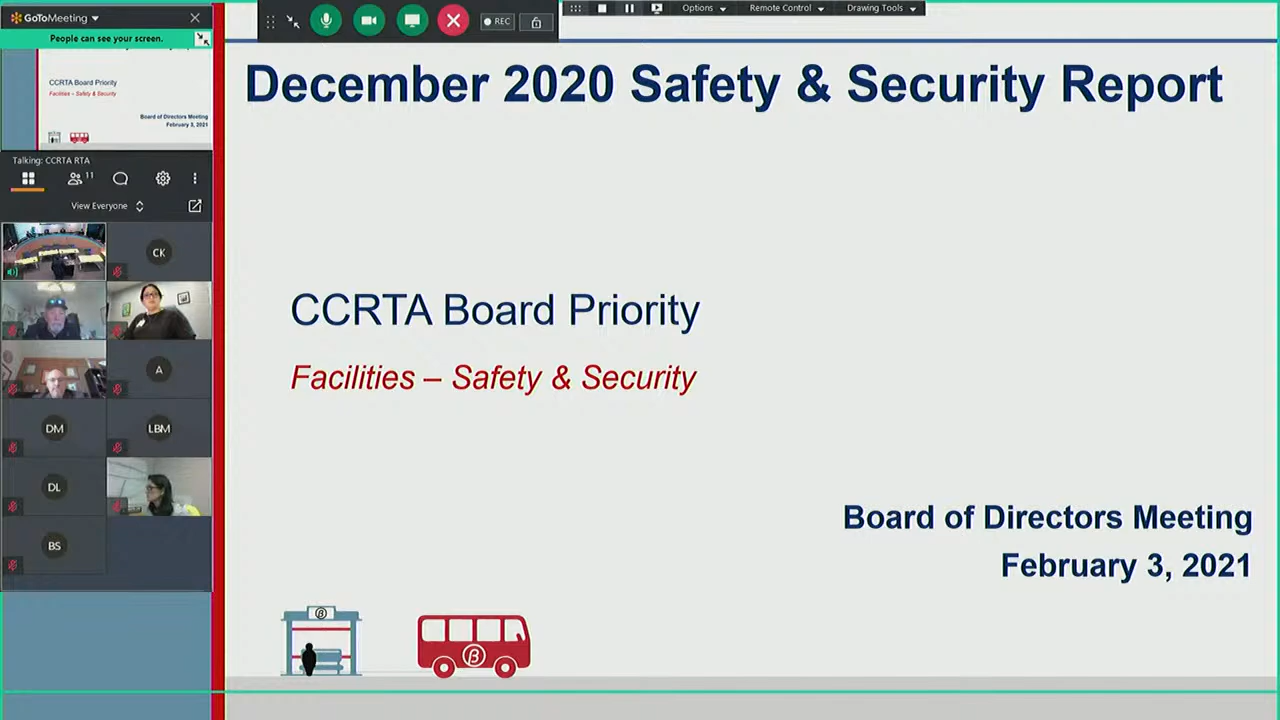 GoToMeeting
People can see your screen.
CCRTA Board Priority
Facilities – Safety & Security
Board of Directors Meeting
February 3, 2021
Talking: CCRTA RTA
11
View Everyone
CK
A
DM
LBM
DL
BS
REC
Options
Remote Control
Drawing Tools
December 2020 Safety & Security Report
CCRTA Board Priority
Facilities – Safety & Security
Board of Directors Meeting
February 3, 2021